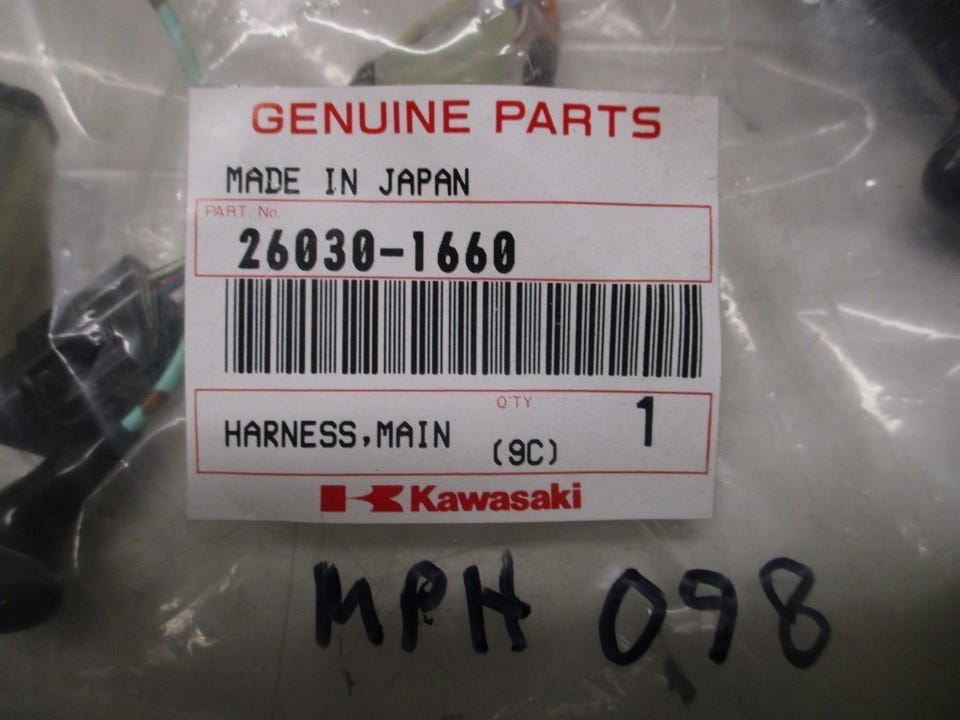 GENUINE PARTS
MADE IN JAPAN
PART. No.
26030-1660
Q'TY
HARNESS,MAIN (9C) 1
Kawasaki
MPH 098